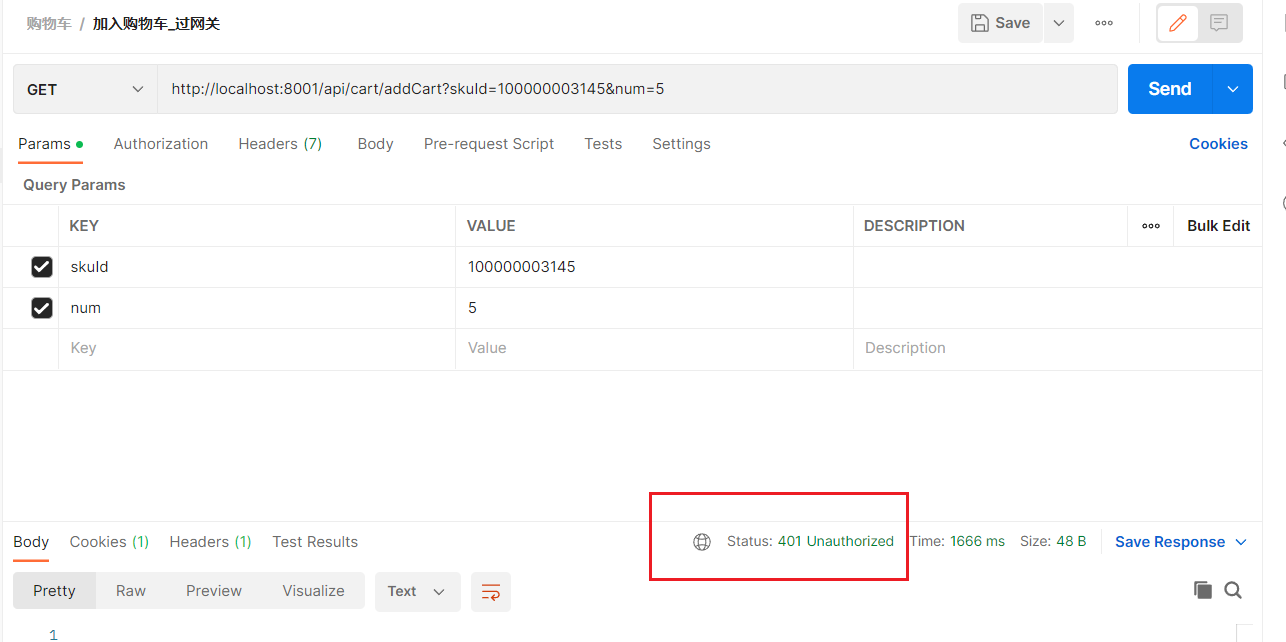 购物车 / 加入购物车_过网关
Save
GET
http://localhost:8001/api/cart/addCart?skuId=100000003145&num=5
Send
Params Authorization Headers (7) Body Pre-request Script Tests Settings Cookies
Query Params
KEY VALUE DESCRIPTION Bulk Edit
skuId 100000003145
num 5
Key Value Description
Body Cookies (1) Headers (1) Test Results Status: 401 Unauthorized Time: 1666 ms Size: 48 B Save Response
Pretty Raw Preview Visualize Text
1